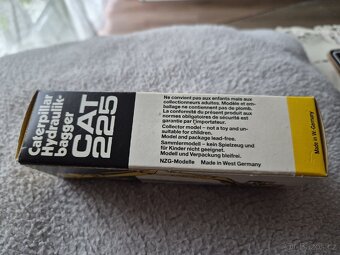 Caterpillar
Hydraulik-
bagger
CAT
225
Ne convient pas aux enfants mais aux
collectionneurs adultes. Modèle et em-
ballage ne contiennent pas de plomb.
La conformité du présent produit aux
normes obligatoires de sécurité est
garantie par l'importateur.
Collector model - not a toy and un-
suitable for children.
Model and package lead-free.
Sammlermodell - kein Spielzeug und
für Kinder nicht geeignet.
Modell und Verpackung bleifrei.
NZG-Modelle Made in West Germany
Made in W. Germany